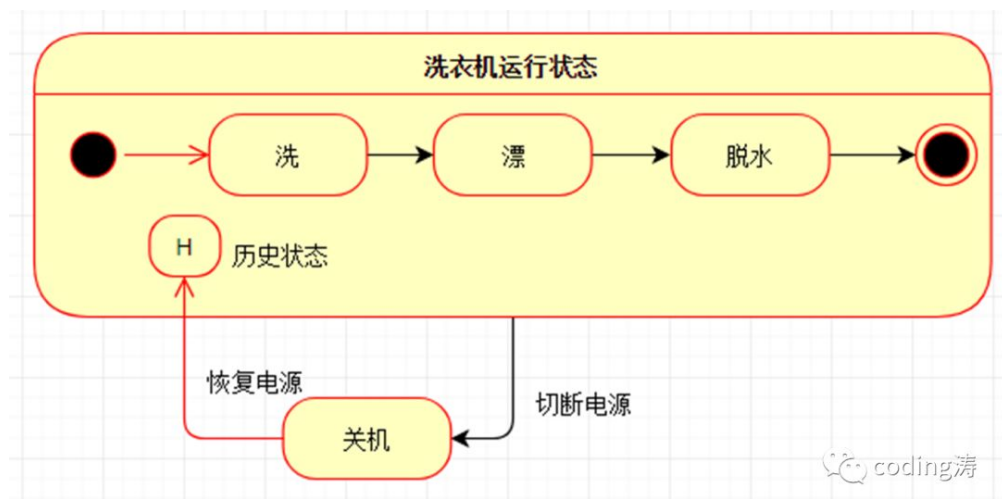 洗衣机运行状态
洗
漂
脱水
H
历史状态
恢复电源
切断电源
关机
coding涛